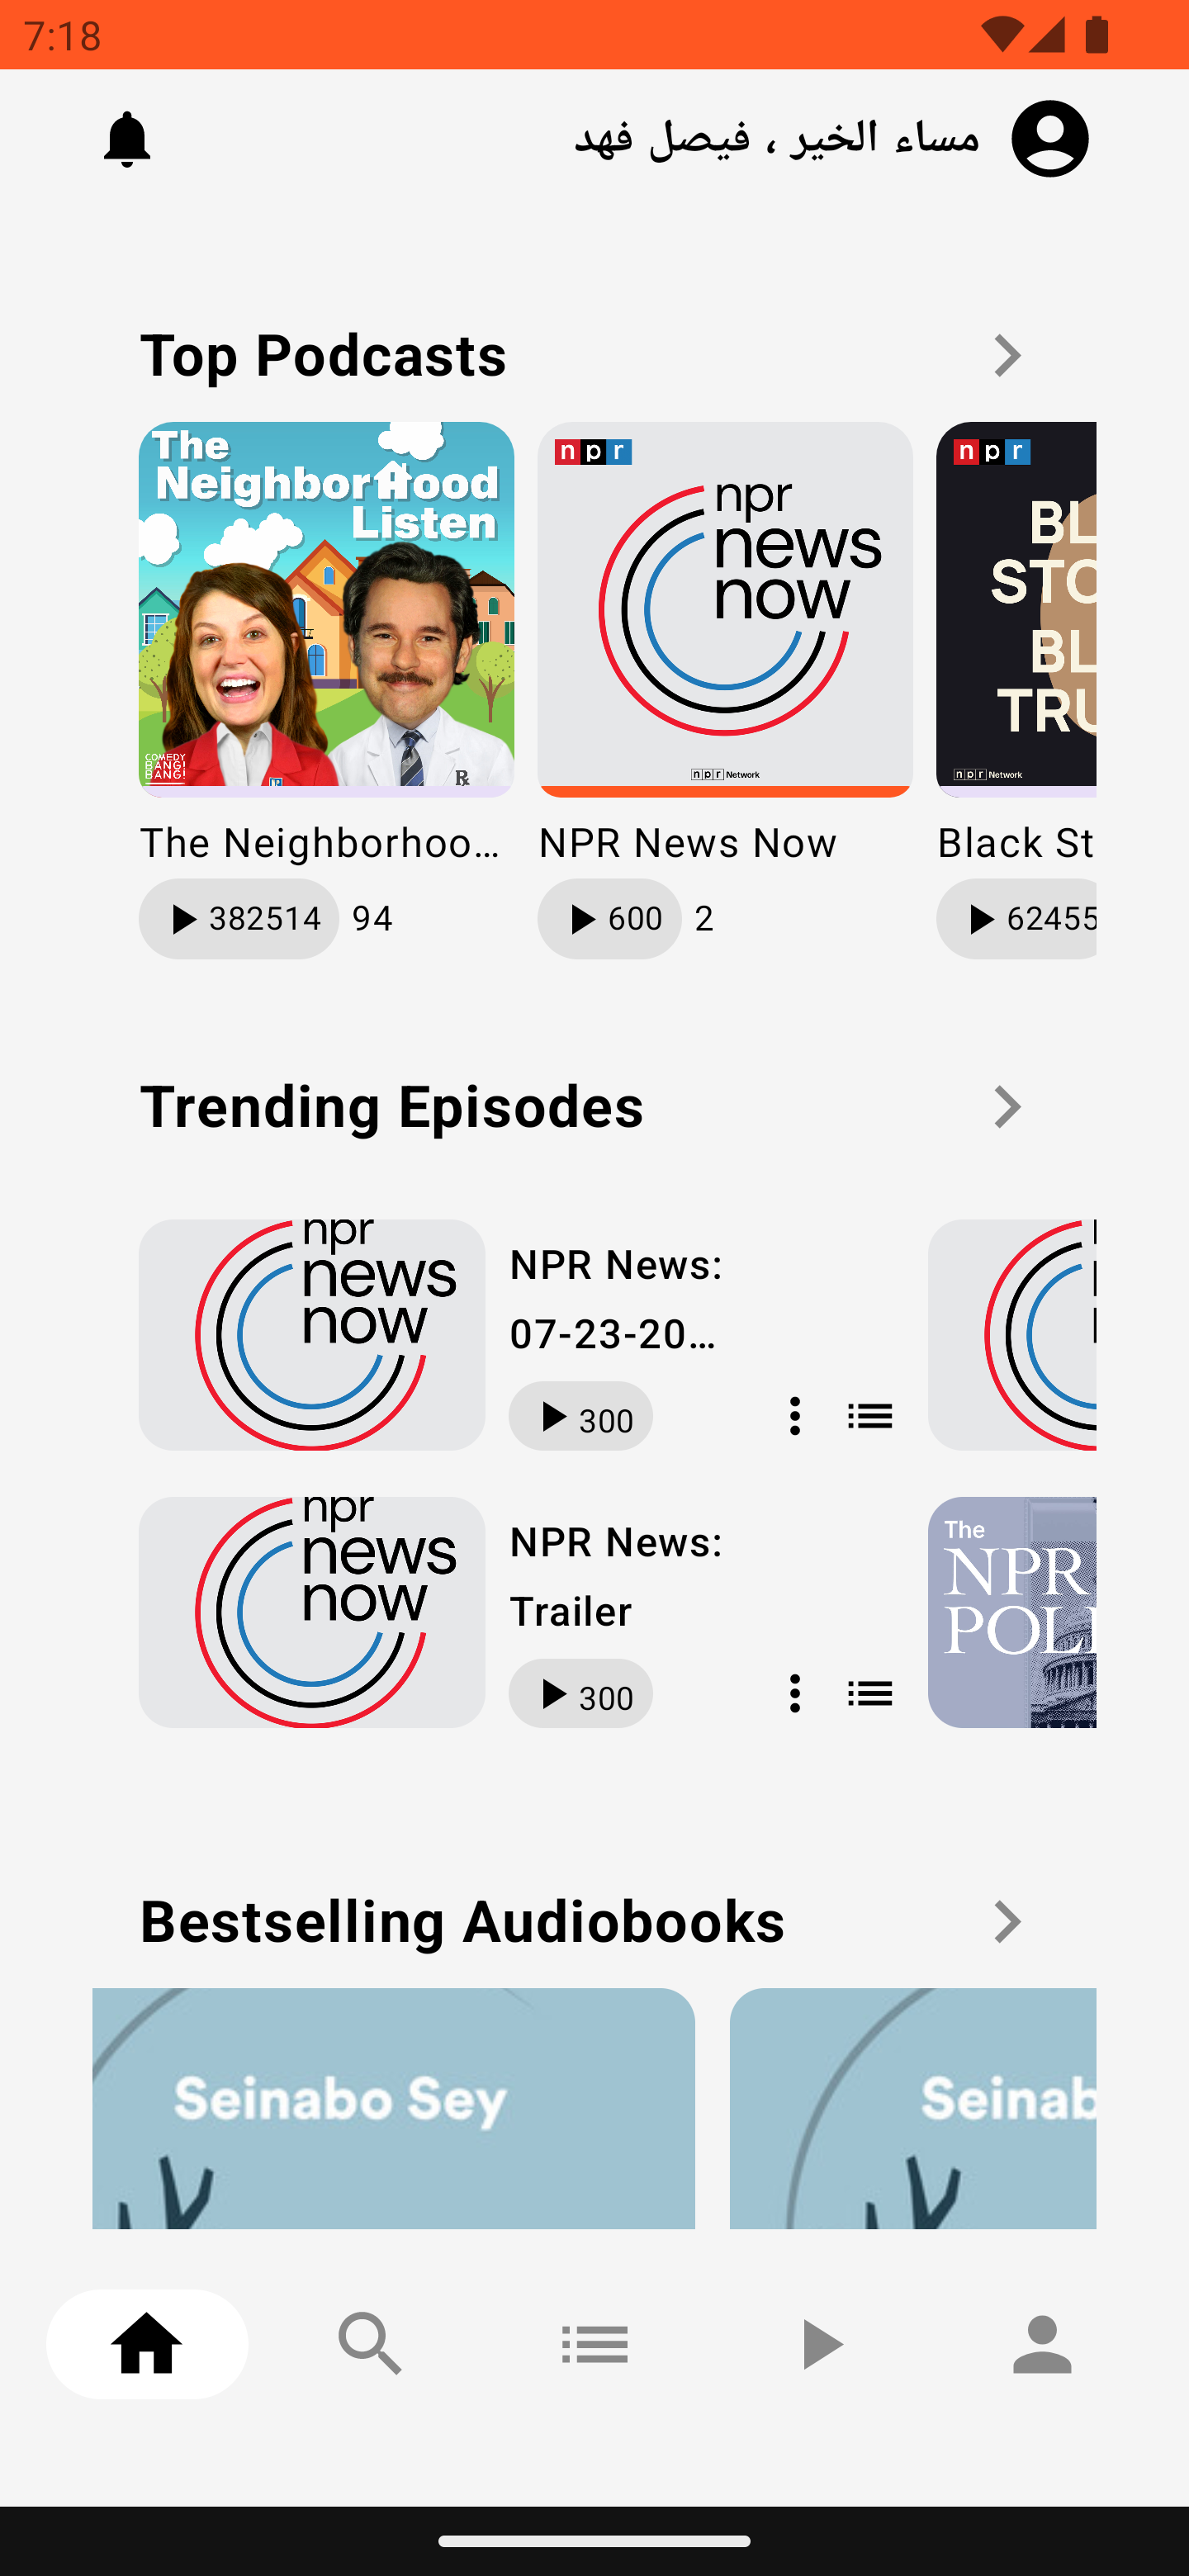 7:18
مساء الخير ، فيصل فهد
Top Podcasts
The
Neighborhood
Listen
COMEDY
BANG!
BANG!
npr
npr
news
now
npr Network
npr
BL
STO
BL
TRU
npr Network
The Neighborhoo...
NPR News Now
Black St
382514
94
600
2
62455
Trending Episodes
npr
news
now
NPR News:
07-23-20...
300
npr
news
now
NPR News:
Trailer
300
The
NPR
POLI
Bestselling Audiobooks
Seinabo Sey
Seinab